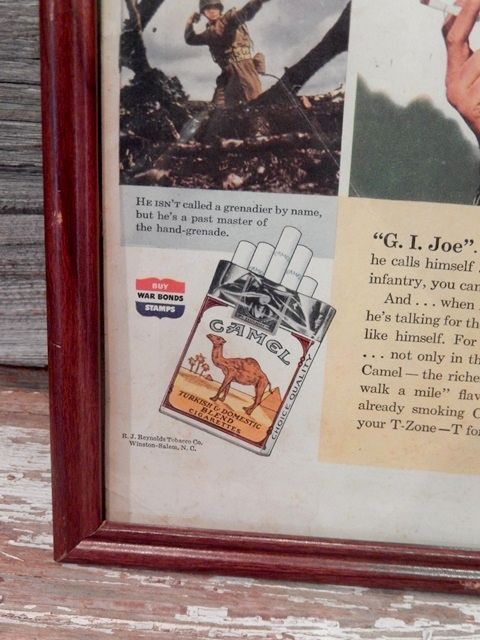 HE ISN'T called a grenadier by name,
but he's a past master of
the hand-grenade.
BUY
WAR BONDS
STAMPS
CAMEL
TURKISH & DOMESTIC
BLEND
CIGARETTES
CHOICE QUALITY
R. J. Reynolds Tobacco Co.
Winston-Salem, N. C.
"G. I. Joe".
he calls himself
infantry, you can
And . . . when
he's talking for th
like himself. For
. . . not only in th
Camel — the riche
walk a mile" flav
already smoking C
your T-Zone—T for